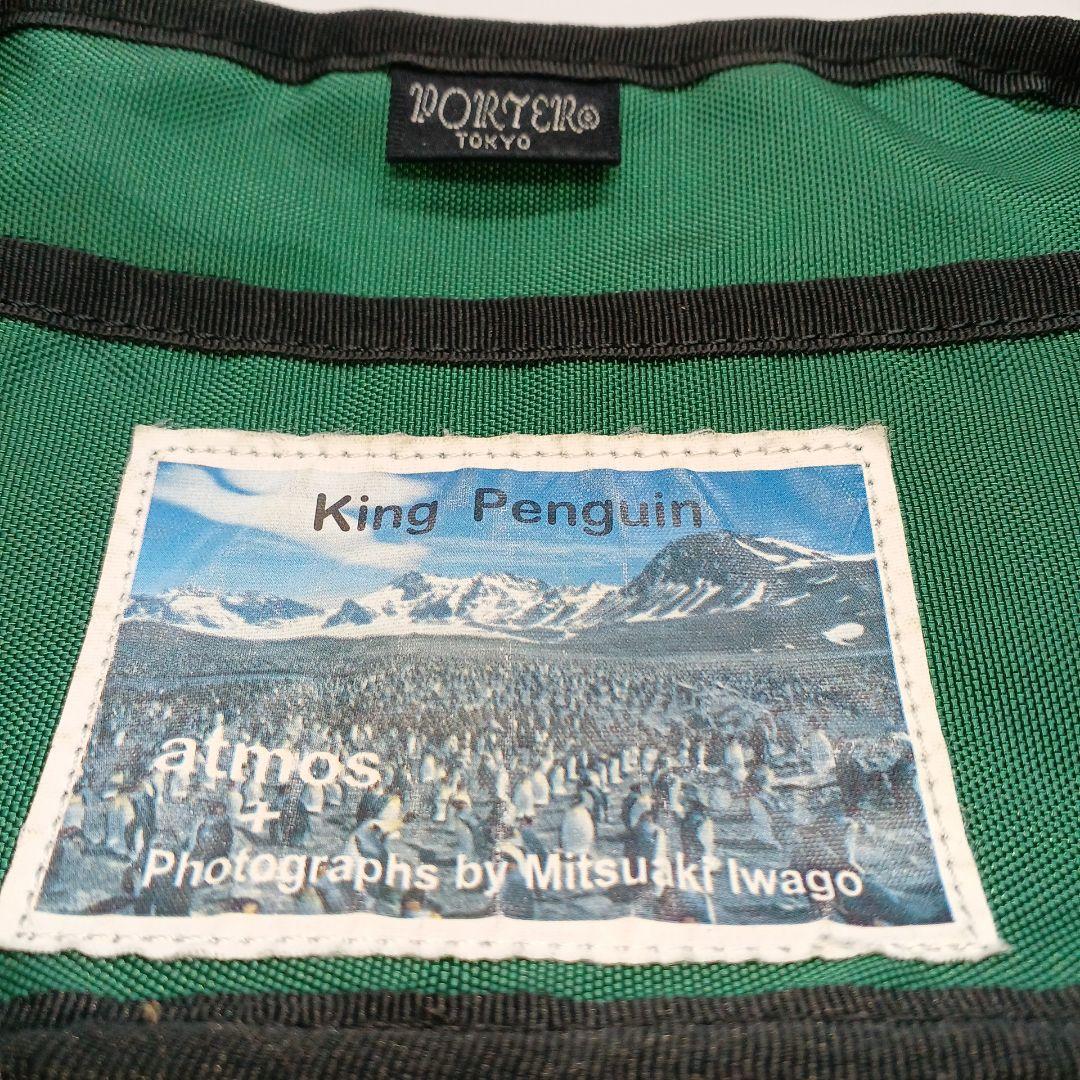 PORTER®
TOKYO
King Penguin
atmos
+
Photographs by Mitsuaki Iwago